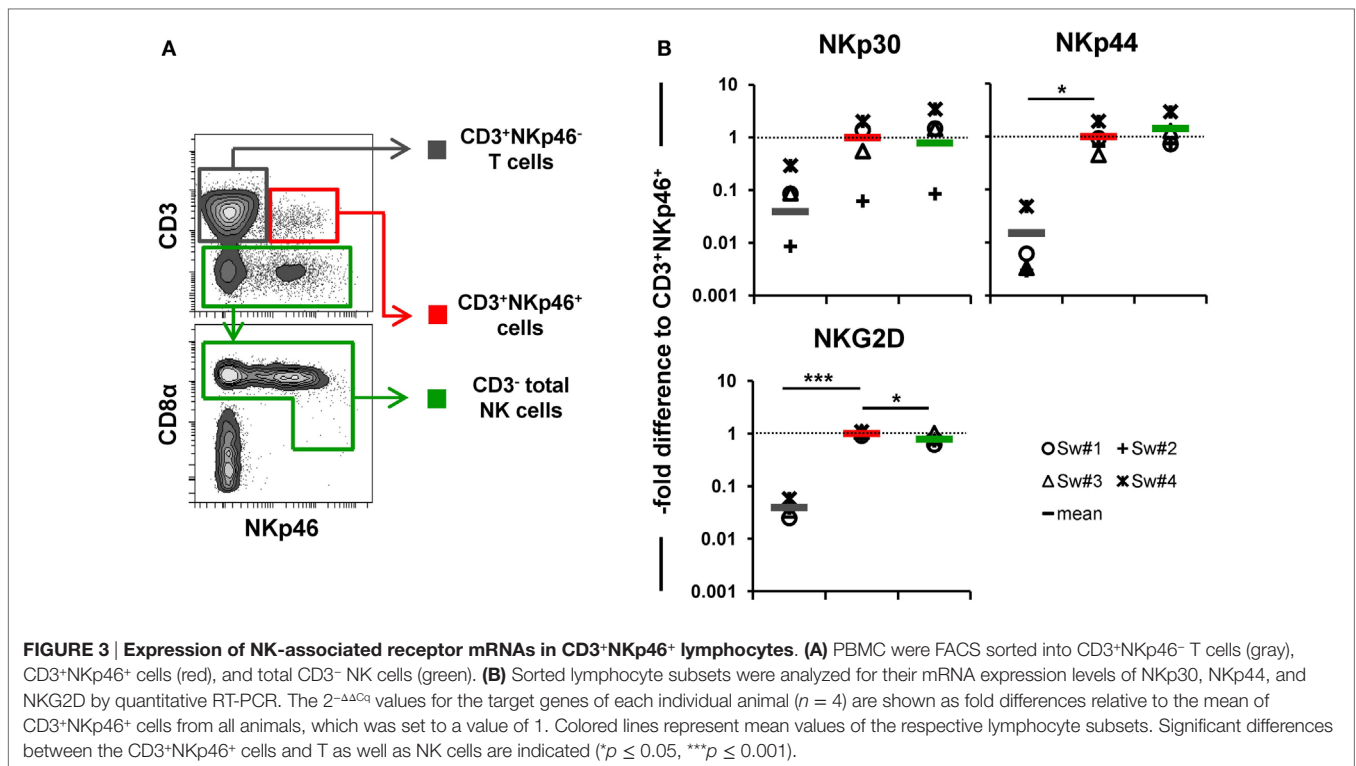 A
CD3
CD3⁺NKp46⁻
T cells
CD3⁺NKp46⁺
cells
CD8α
CD3⁻ total
NK cells
NKp46
B
-fold difference to CD3⁺NKp46⁺
NKp30
10
1
0.1
0.01
0.001
NKp44
*
NKG2D
10
1
0.1
0.01
0.001
***
*
Sw#1 Sw#2
Sw#3 Sw#4
mean
FIGURE 3 | Expression of NK-associated receptor mRNAs in CD3⁺NKp46⁺ lymphocytes. (A) PBMC were FACS sorted into CD3⁺NKp46⁻ T cells (gray),
CD3⁺NKp46⁺ cells (red), and total CD3⁻ NK cells (green). (B) Sorted lymphocyte subsets were analyzed for their mRNA expression levels of NKp30, NKp44, and
NKG2D by quantitative RT-PCR. The 2⁻ΔΔCq values for the target genes of each individual animal (n = 4) are shown as fold differences relative to the mean of
CD3⁺NKp46⁺ cells from all animals, which was set to a value of 1. Colored lines represent mean values of the respective lymphocyte subsets. Significant differences
between the CD3⁺NKp46⁺ cells and T as well as NK cells are indicated (*p ≤ 0.05, ***p ≤ 0.001).